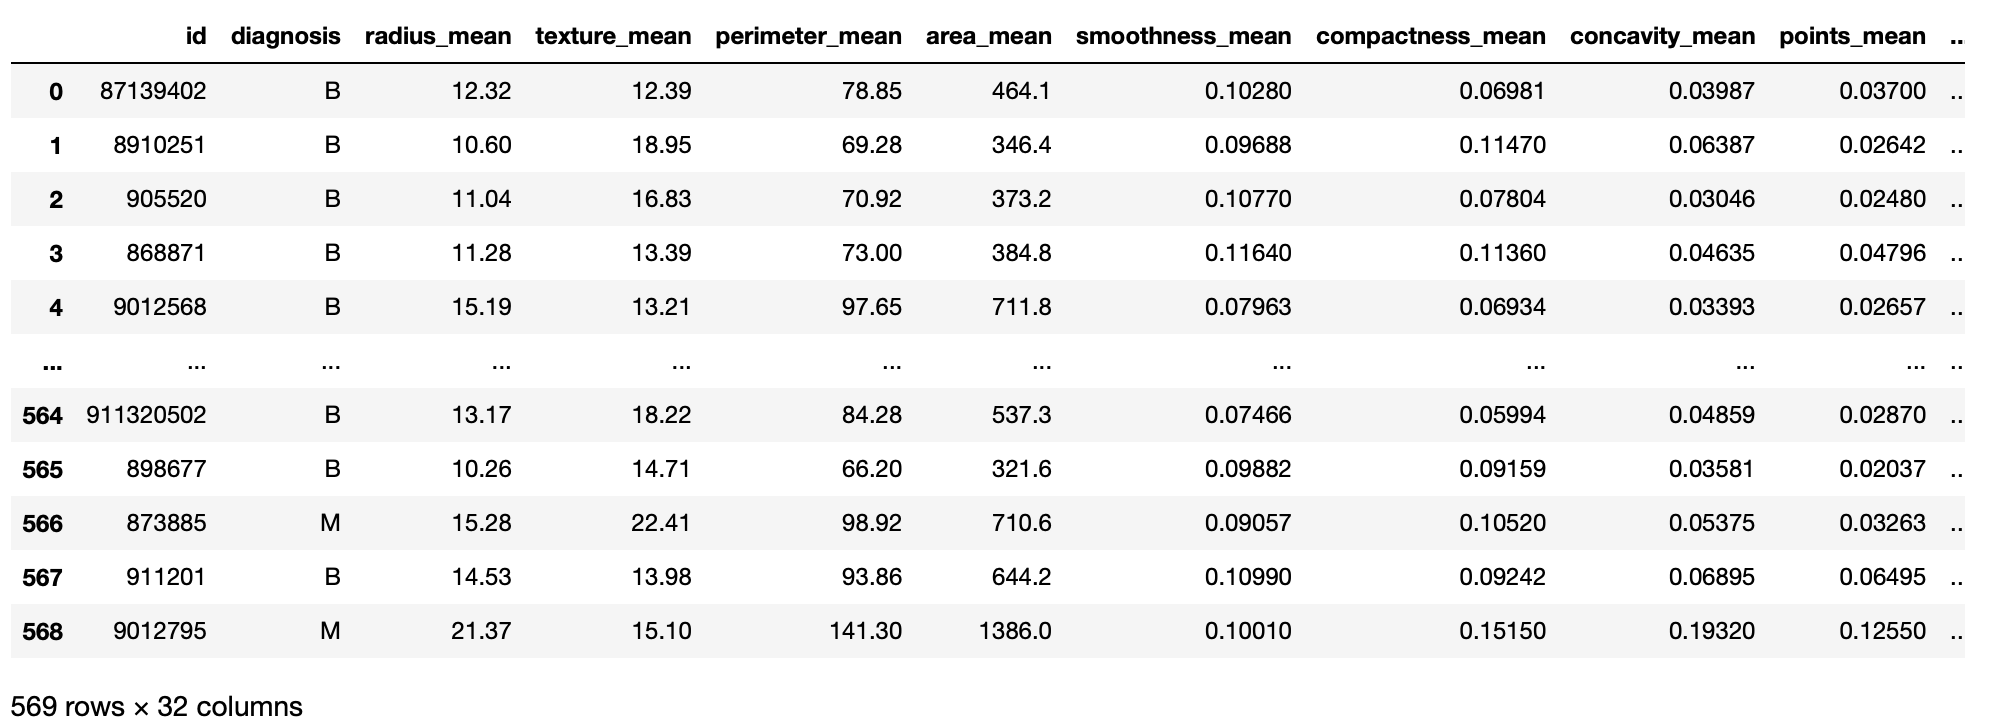 id diagnosis radius_mean texture_mean perimeter_mean area_mean smoothness_mean compactness_mean concavity_mean points_mean ..
0 87139402 B 12.32 12.39 78.85 464.1 0.10280 0.06981 0.03987 0.03700 ..
1 8910251 B 10.60 18.95 69.28 346.4 0.09688 0.11470 0.06387 0.02642 ..
2 905520 B 11.04 16.83 70.92 373.2 0.10770 0.07804 0.03046 0.02480 ..
3 868871 B 11.28 13.39 73.00 384.8 0.11640 0.11360 0.04635 0.04796 ..
4 9012568 B 15.19 13.21 97.65 711.8 0.07963 0.06934 0.03393 0.02657 ..
... ... ... ... ... ... ... ... ... ... ... ..
564 911320502 B 13.17 18.22 84.28 537.3 0.07466 0.05994 0.04859 0.02870 ..
565 898677 B 10.26 14.71 66.20 321.6 0.09882 0.09159 0.03581 0.02037 ..
566 873885 M 15.28 22.41 98.92 710.6 0.09057 0.10520 0.05375 0.03263 ..
567 911201 B 14.53 13.98 93.86 644.2 0.10990 0.09242 0.06895 0.06495 ..
568 9012795 M 21.37 15.10 141.30 1386.0 0.10010 0.15150 0.19320 0.12550 ..
569 rows × 32 columns